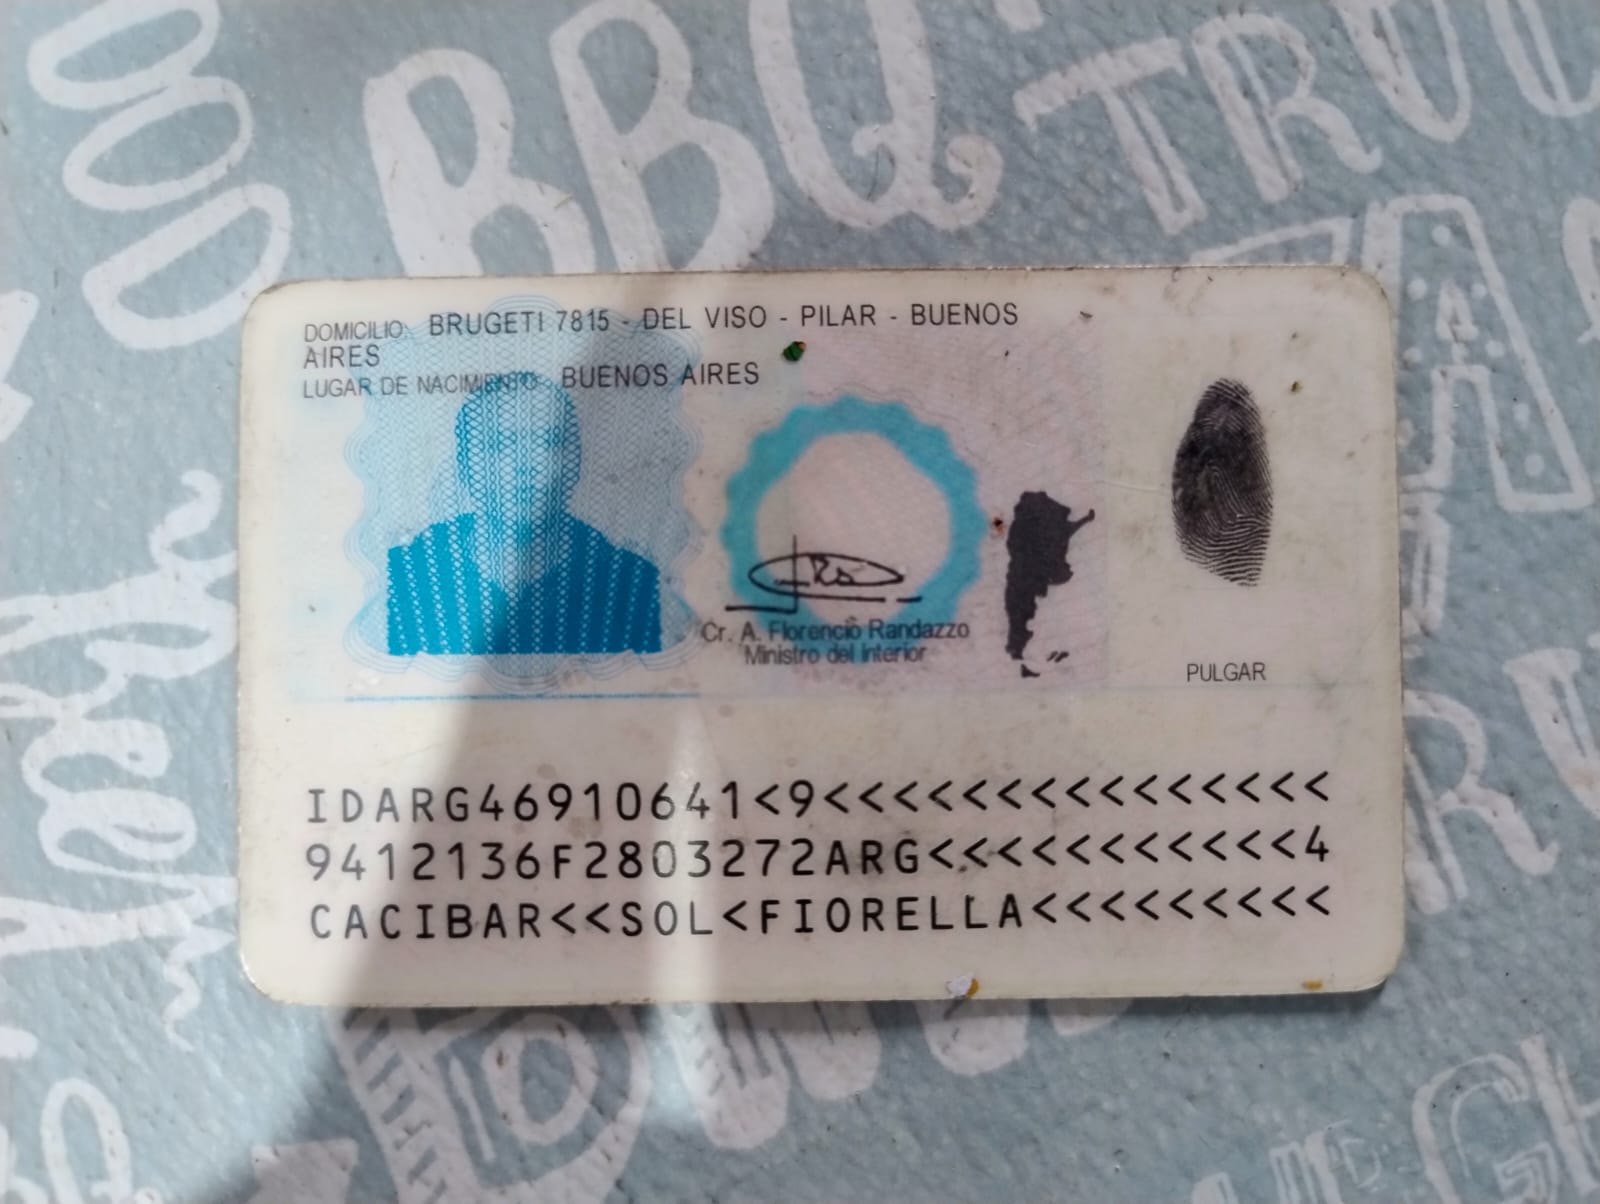 BBQ TRUCK
DOMICILIO: BRUGETI 7815 - DEL VISO - PILAR - BUENOS
AIRES
LUGAR DE NACIMIENTO: BUENOS AIRES
Cr. A. Florencio Randazzo
Ministro del Interior
PULGAR
IDARG46910641<9<<<<<<<<<<<<<<<
9412136F2803272ARG<<<<<<<<<<<4
CACIBAR<<SOL<FIORELLA<<<<<<<<<